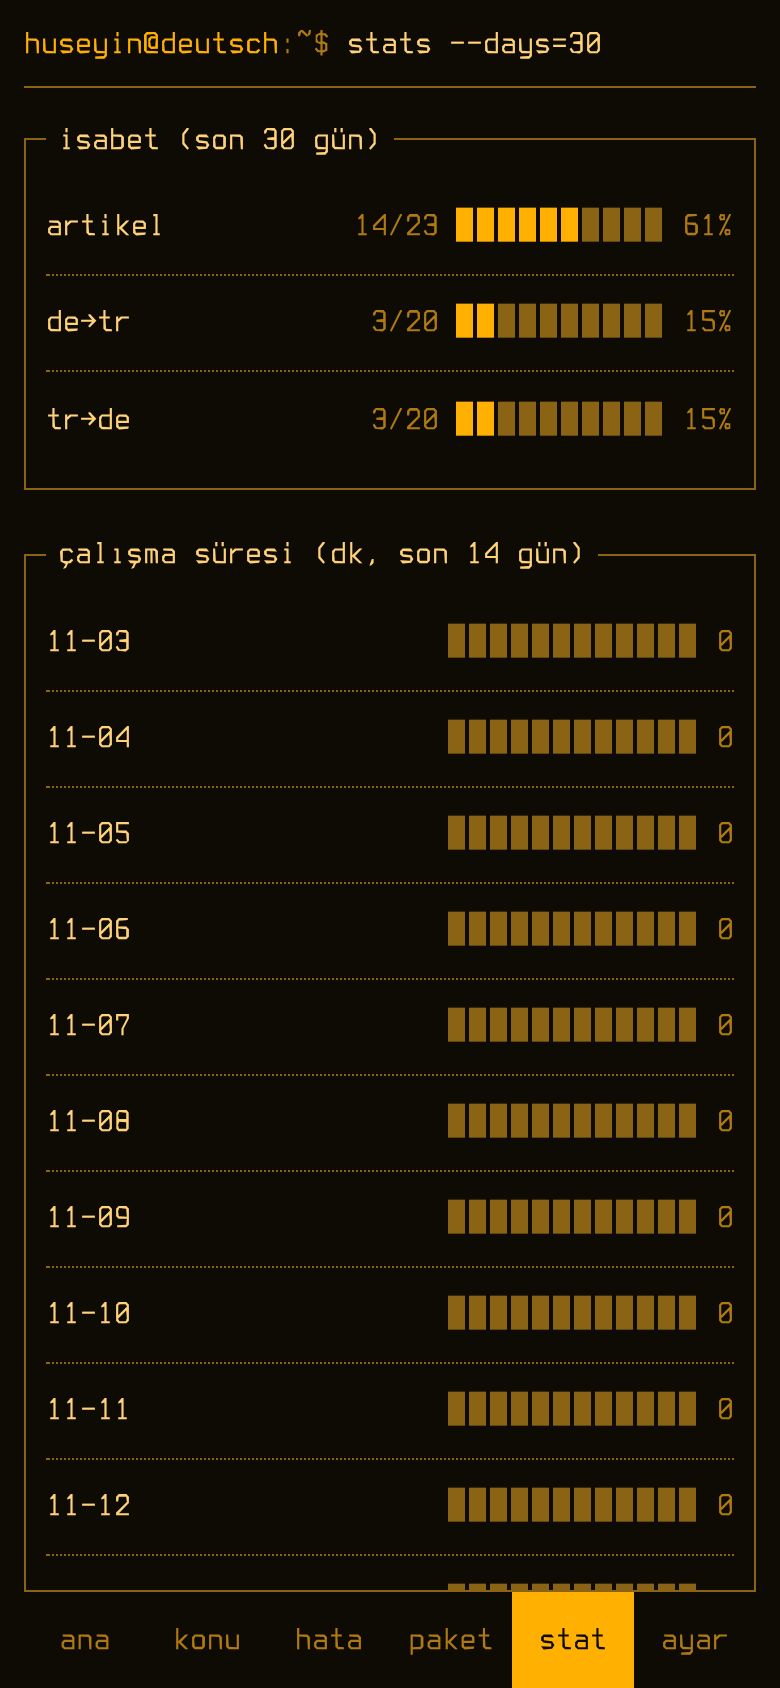 huseyin@deutsch:~$ stats --days=30
isabet (son 30 gün)
artikel 14/23 61%
de→tr 3/20 15%
tr→de 3/20 15%
çalışma süresi (dk, son 14 gün)
11-03 0
11-04 0
11-05 0
11-06 0
11-07 0
11-08 0
11-09 0
11-10 0
11-11 0
11-12 0
ana konu hata paket stat ayar